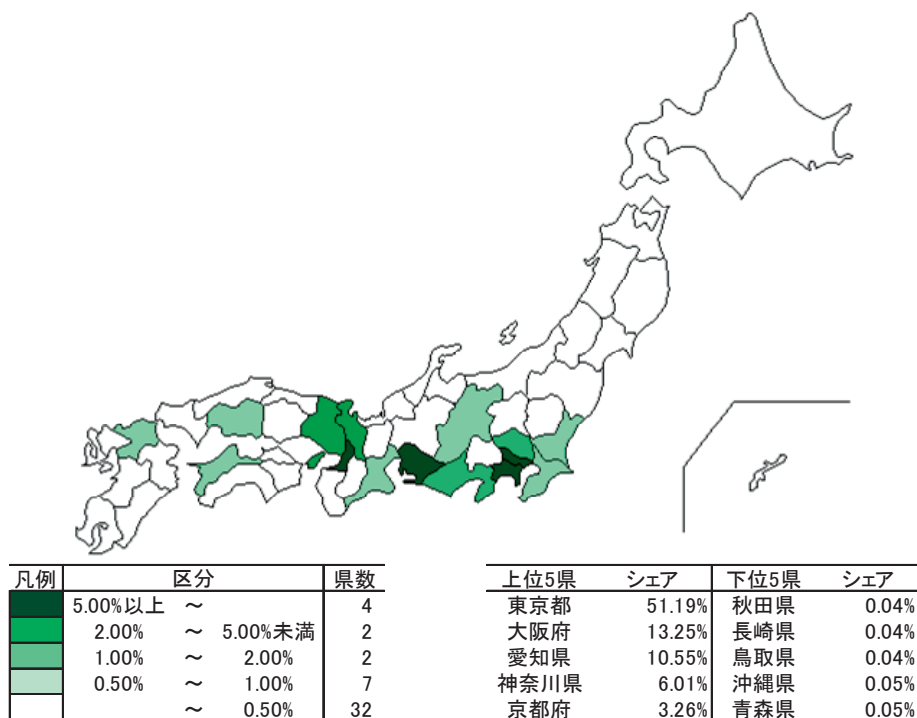 凡例 区分 県数
5.00%以上 ～ 4
2.00% ～ 5.00%未満 2
1.00% ～ 2.00% 2
0.50% ～ 1.00% 7
～ 0.50% 32
上位5県 シェア 下位5県 シェア
東京都 51.19% 秋田県 0.04%
大阪府 13.25% 長崎県 0.04%
愛知県 10.55% 鳥取県 0.04%
神奈川県 6.01% 沖縄県 0.05%
京都府 3.26% 青森県 0.05%